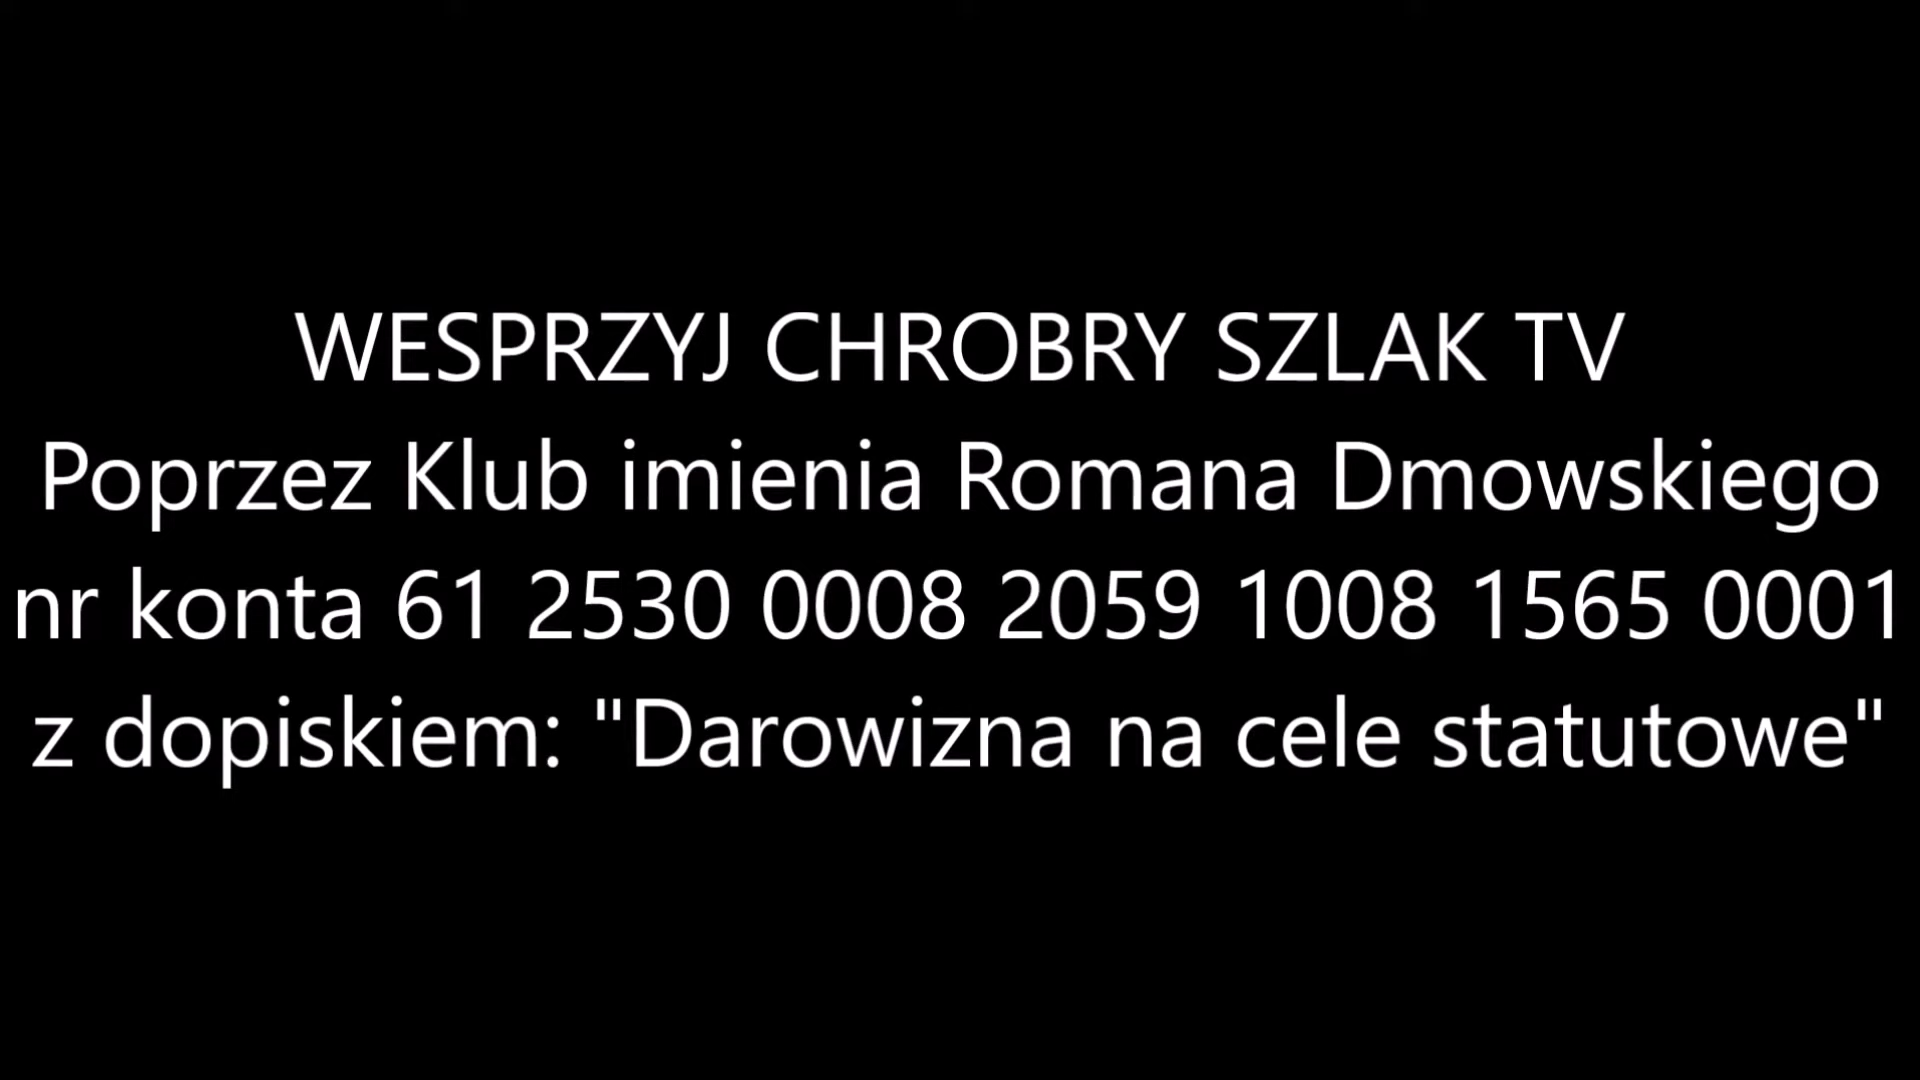 WESPRZYJ CHROBRY SZLAK TV
Poprzez Klub imienia Romana Dmowskiego
nr konta 61 2530 0008 2059 1008 1565 0001
z dopiskiem: "Darowizna na cele statutowe"